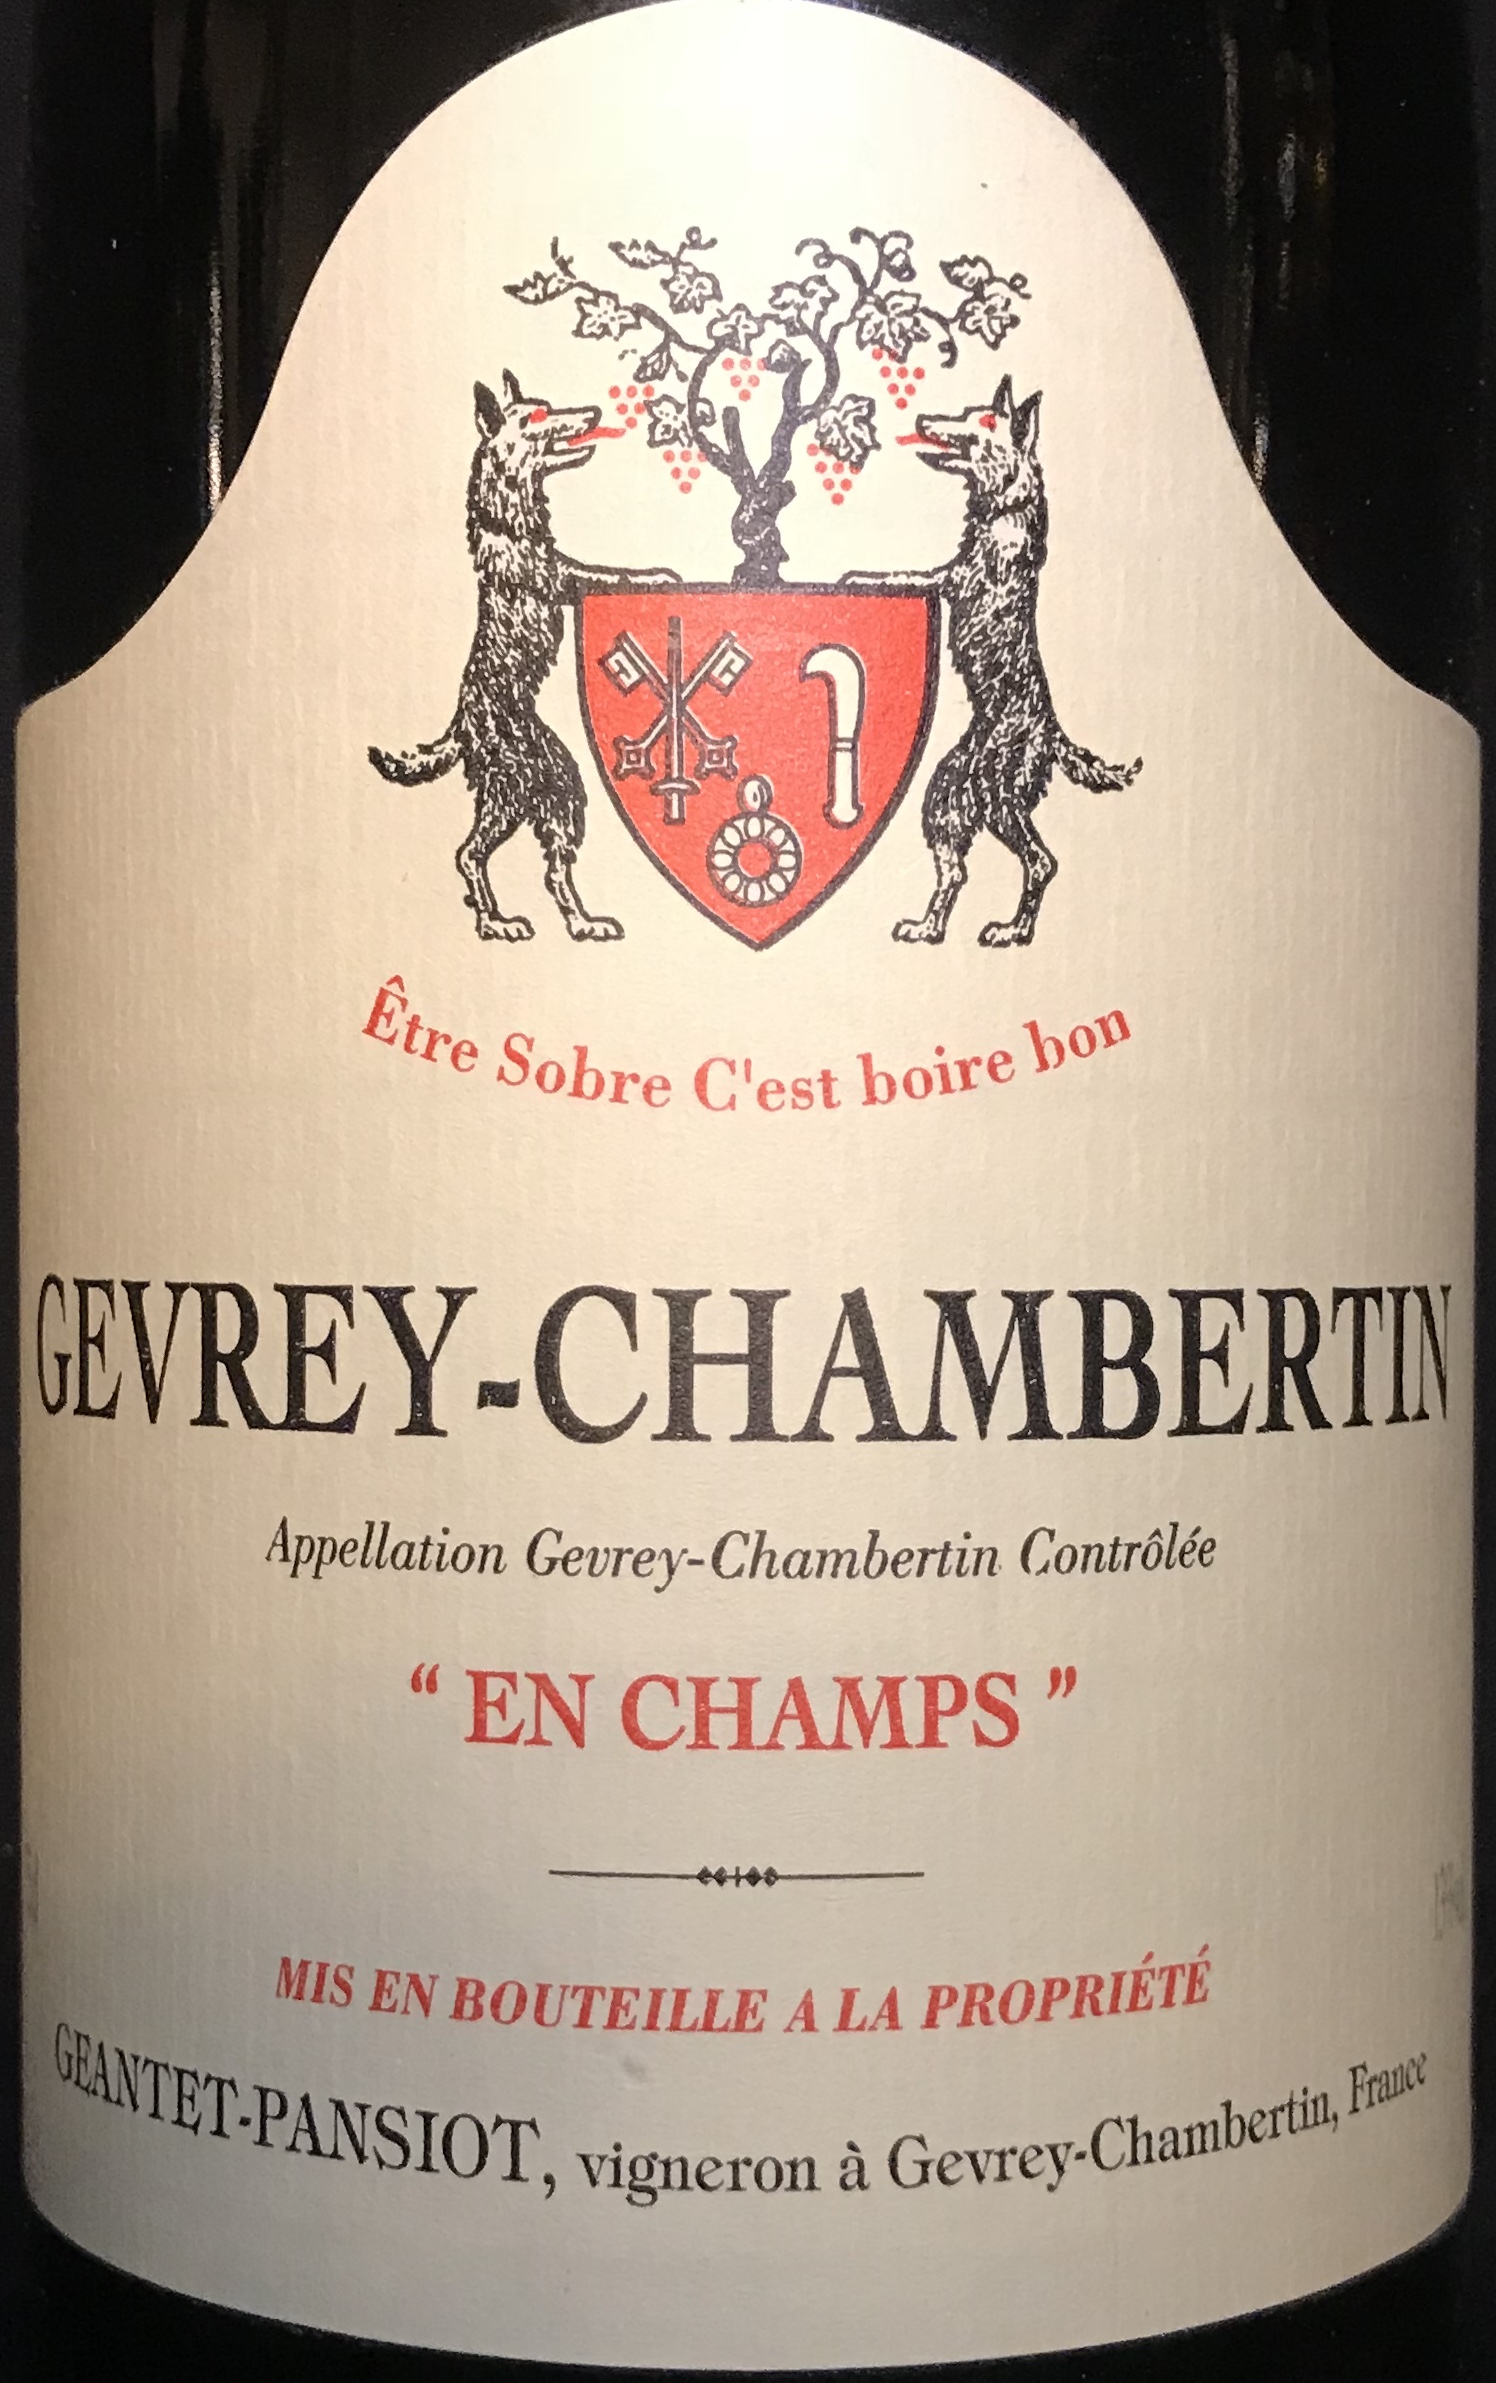 Être Sobre C'est boire bon
GEVREY-CHAMBERTIN
Appellation Gevrey-Chambertin Contrôlée
“ EN CHAMPS ”
MIS EN BOUTEILLE A LA PROPRIÉTÉ
GEANTET-PANSIOT, vigneron à Gevrey-Chambertin, France